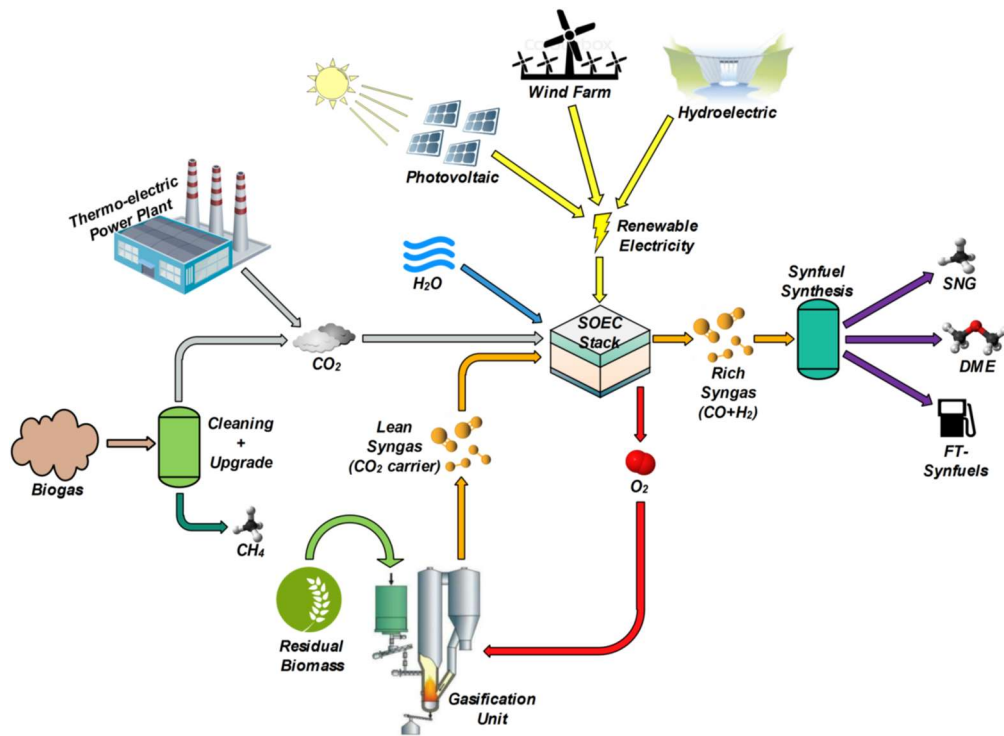 Wind Farm
Hydroelectric
Photovoltaic
Thermo-electric
Power Plant
Renewable
Electricity
H₂O
Synfuel
Synthesis
SNG
SOEC
Stack
CO₂
Rich
Syngas
(CO+H₂)
DME
Cleaning
+
Upgrade
Lean
Syngas
(CO₂ carrier)
Biogas
FT-
Synfuels
O₂
CH₄
Residual
Biomass
Gasification
Unit